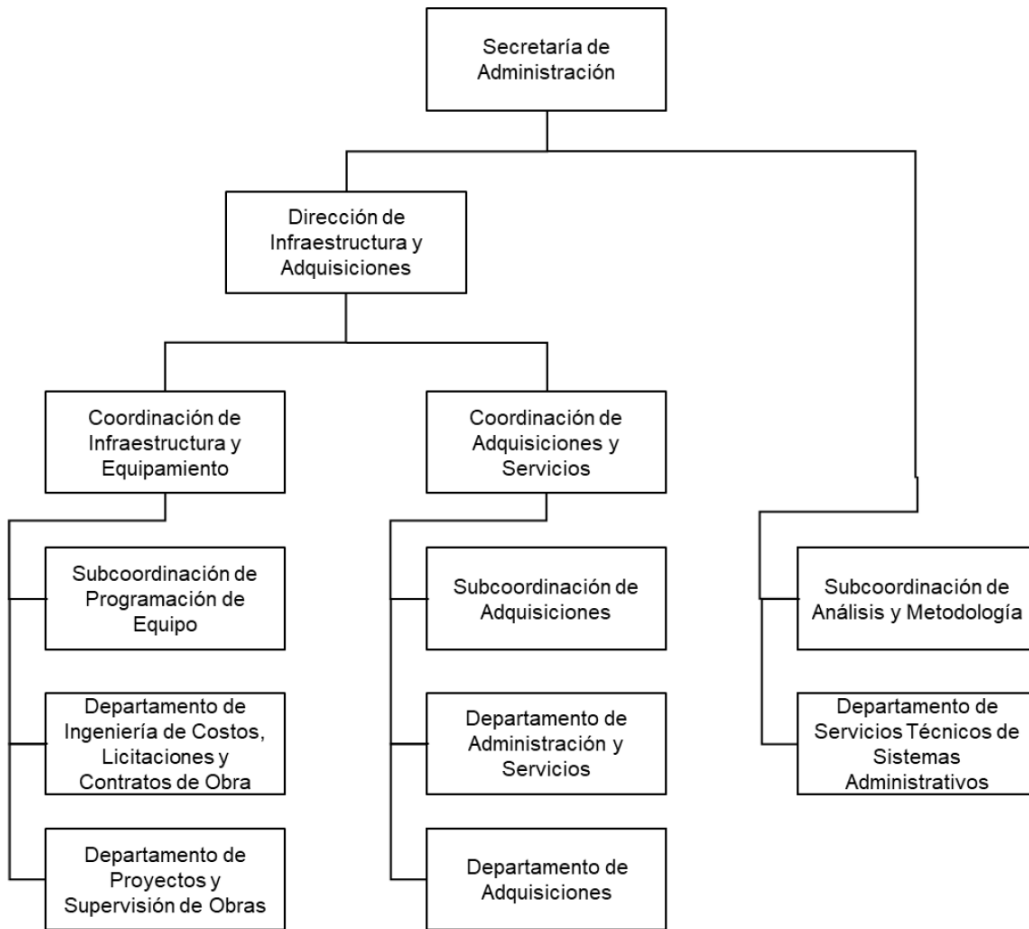 Secretaría de
Administración
Dirección de
Infraestructura y
Adquisiciones
Coordinación de
Infraestructura y
Equipamiento
Coordinación de
Adquisiciones y
Servicios
Subcoordinación de
Programación de
Equipo
Subcoordinación de
Adquisiciones
Subcoordinación de
Análisis y Metodología
Departamento de
Ingeniería de Costos,
Licitaciones y
Contratos de Obra
Departamento de
Administración y
Servicios
Departamento de
Servicios Técnicos de
Sistemas
Administrativos
Departamento de
Proyectos y
Supervisión de Obras
Departamento de
Adquisiciones